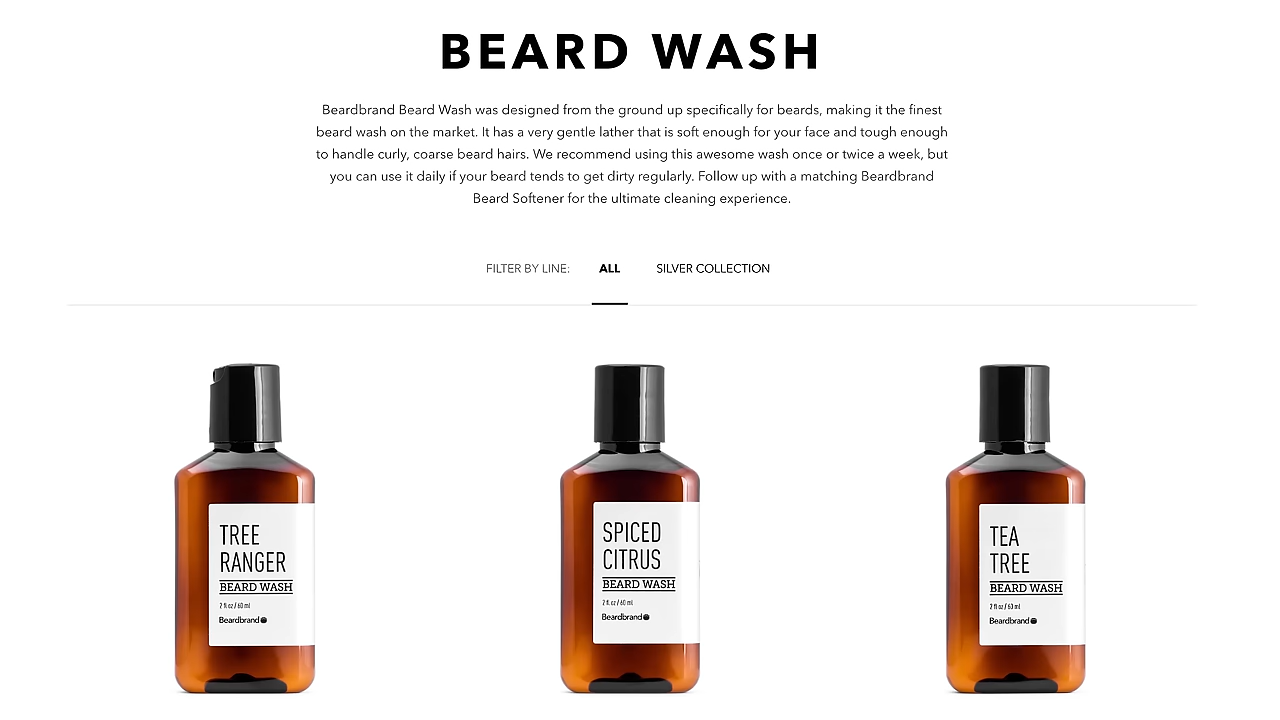 BEARD WASH
Beardbrand Beard Wash was designed from the ground up specifically for beards, making it the finest
beard wash on the market. It has a very gentle lather that is soft enough for your face and tough enough
to handle curly, coarse beard hairs. We recommend using this awesome wash once or twice a week, but
you can use it daily if your beard tends to get dirty regularly. Follow up with a matching Beardbrand
Beard Softener for the ultimate cleaning experience.
FILTER BY LINE: ALL SILVER COLLECTION
TREE
RANGER
BEARD WASH
2 fl oz / 60 ml
Beardbrand
SPICED
CITRUS
BEARD WASH
2 fl oz / 60 ml
Beardbrand
TEA
TREE
BEARD WASH
2 fl oz / 60 ml
Beardbrand